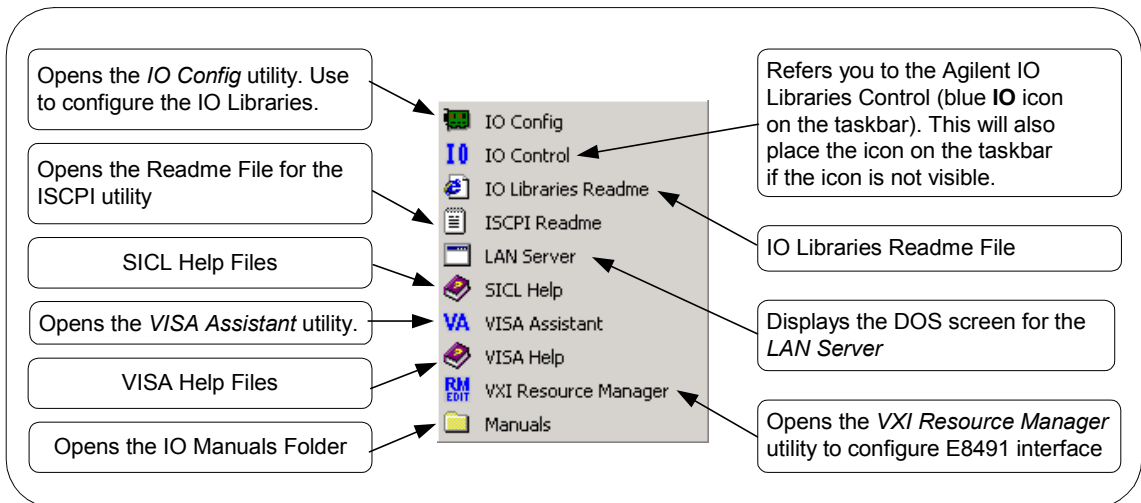 Opens the IO Config utility. Use
to configure the IO Libraries.
Opens the Readme File for the
ISCPI utility
SICL Help Files
Opens the VISA Assistant utility.
VISA Help Files
Opens the IO Manuals Folder
IO Config
IO IO Control
IO Libraries Readme
ISCPI Readme
LAN Server
SICL Help
VA VISA Assistant
VISA Help
RM EDIT VXI Resource Manager
Manuals
Refers you to the Agilent IO
Libraries Control (blue IO icon
on the taskbar). This will also
place the icon on the taskbar
if the icon is not visible.
IO Libraries Readme File
Displays the DOS screen for the
LAN Server
Opens the VXI Resource Manager
utility to configure E8491 interface